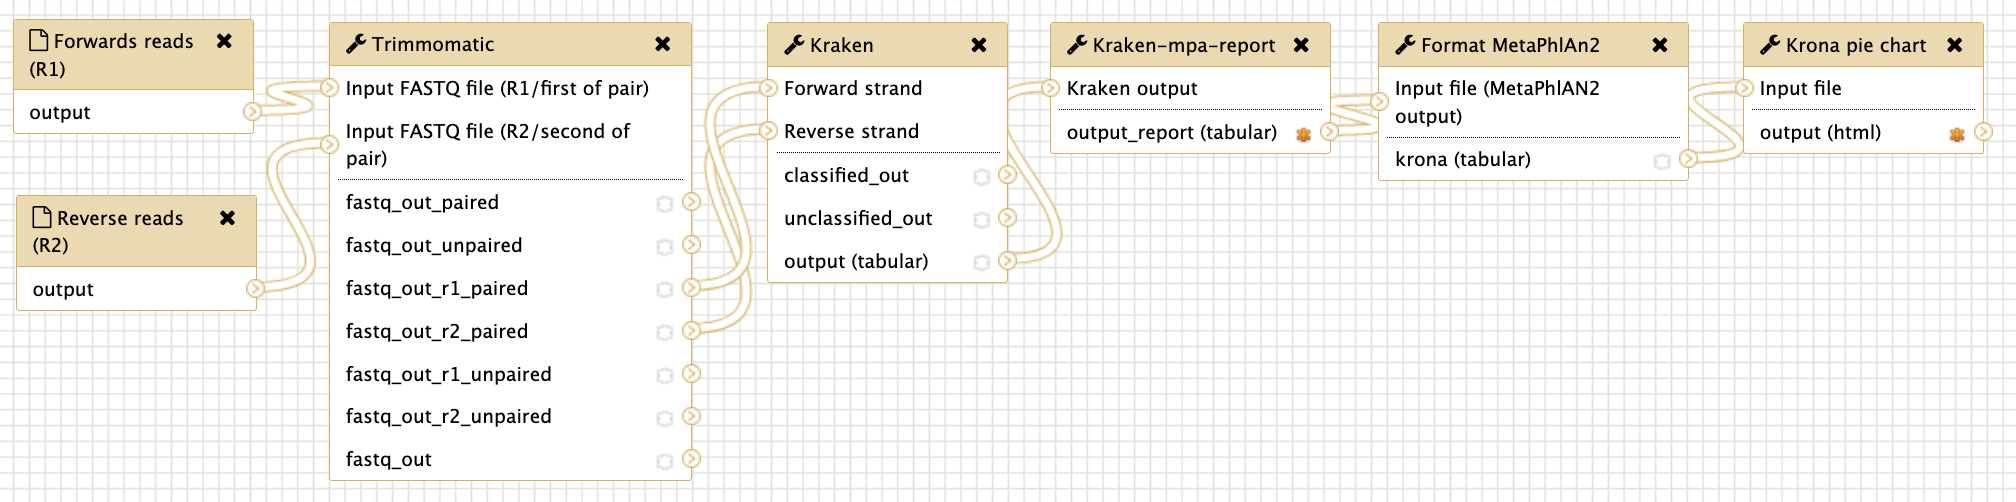 Forwards reads
(R1)
output
Reverse reads
(R2)
output
Trimmomatic
Input FASTQ file (R1/first of pair)
Input FASTQ file (R2/second of
pair)
fastq_out_paired
fastq_out_unpaired
fastq_out_r1_paired
fastq_out_r2_paired
fastq_out_r1_unpaired
fastq_out_r2_unpaired
fastq_out
Kraken
Forward strand
Reverse strand
classified_out
unclassified_out
output (tabular)
Kraken-mpa-report
Kraken output
output_report (tabular)
Format MetaPhlAn2
Input file (MetaPhlAN2
output)
krona (tabular)
Krona pie chart
Input file
output (html)